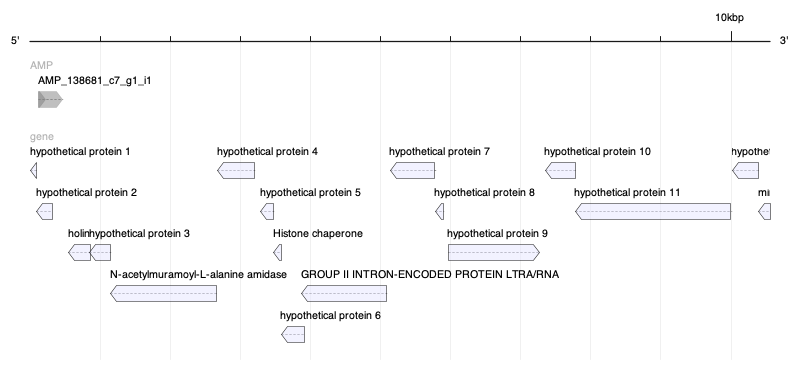 10kbp
5'
3'
AMP
AMP_138681_c7_g1_i1
gene
hypothetical protein 1
hypothetical protein 4
hypothetical protein 7
hypothetical protein 10
hypothet
hypothetical protein 2
hypothetical protein 5
hypothetical protein 8
hypothetical protein 11
holin
hypothetical protein 3
Histone chaperone
hypothetical protein 9
N-acetylmuramoyl-L-alanine amidase
GROUP II INTRON-ENCODED PROTEIN LTRA/RNA
hypothetical protein 6